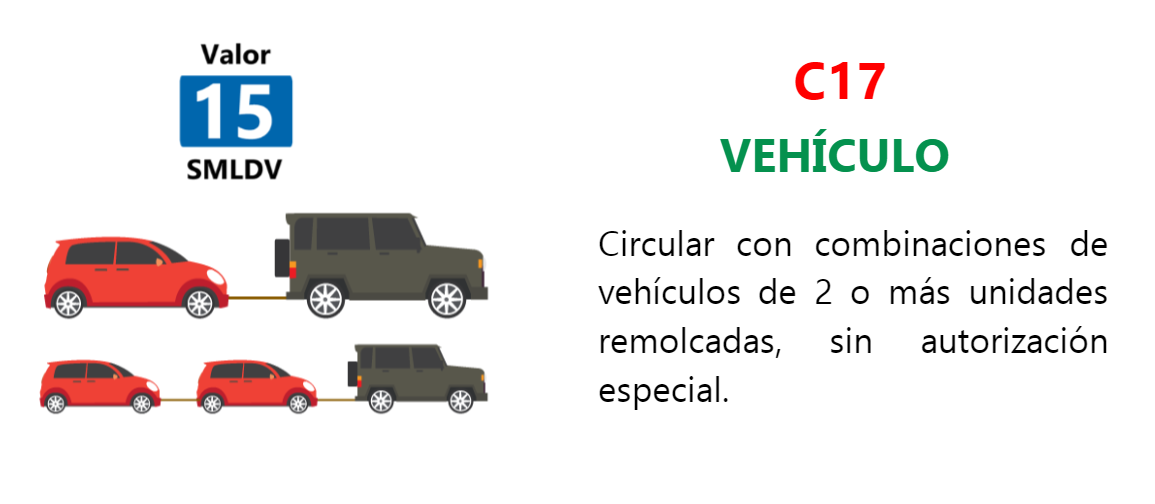 Valor
15
SMLDV
C17
VEHÍCULO
Circular con combinaciones de
vehículos de 2 o más unidades
remolcadas, sin autorización
especial.